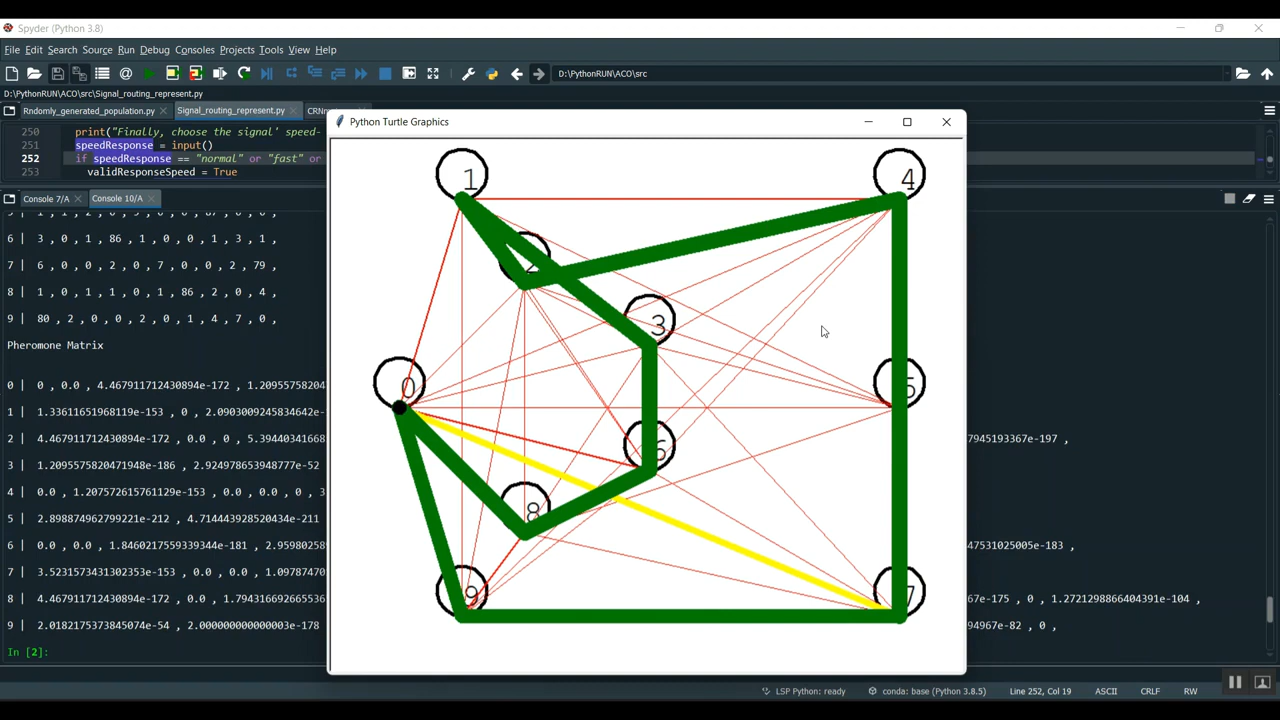 Spyder (Python 3.8)
File Edit Search Source Run Debug Consoles Projects Tools View Help
D:\PythonRUN\ACO\src
D:\PythonRUN\ACO\src\Signal_routing_represent.py
Rndomly_generated_population.py Signal_routing_represent.py
250 print("Finally, choose the signal' speed-
251 speedResponse = input()
252 if speedResponse == "normal" or "fast" or
253 validResponseSpeed = True
Console 7/A Console 10/A
6 | 3 , 0 , 1 , 86 , 1 , 0 , 0 , 1 , 3 , 1 ,
7 | 6 , 0 , 0 , 2 , 0 , 7 , 0 , 0 , 2 , 79 ,
8 | 1 , 0 , 1 , 1 , 0 , 1 , 86 , 2 , 0 , 4 ,
9 | 80 , 2 , 0 , 0 , 2 , 0 , 1 , 4 , 7 , 0 ,
Pheromone Matrix
0 | 0 , 0.0 , 4.467911712430894e-172 , 1.20955758204
1 | 1.33611651968119e-153 , 0 , 2.0903009245834642e-
2 | 4.467911712430894e-172 , 0.0 , 0 , 5.39440341668
7945193367e-197 ,
3 | 1.2095575820471948e-186 , 2.924978653948777e-52
4 | 0.0 , 1.207572615761129e-153 , 0.0 , 0.0 , 0 , 3
5 | 2.898874962799221e-212 , 4.714443928520434e-211
6 | 0.0 , 0.0 , 1.8460217559339344e-181 , 2.95980258
47531025005e-183 ,
7 | 3.5231573431302353e-153 , 0.0 , 0.0 , 1.09787470
8 | 4.467911712430894e-172 , 0.0 , 1.79431669266553​6
67e-175 , 0 , 1.2721298866404391e-104 ,
9 | 2.0182175373845074e-54 , 2.000000000000003e-178
94967e-82 , 0 ,
In [2]:
Python Turtle Graphics
1
4
2
3
0
5
6
8
9
7
LSP Python: ready conda: base (Python 3.8.5) Line 252, Col 19 ASCII CRLF RW